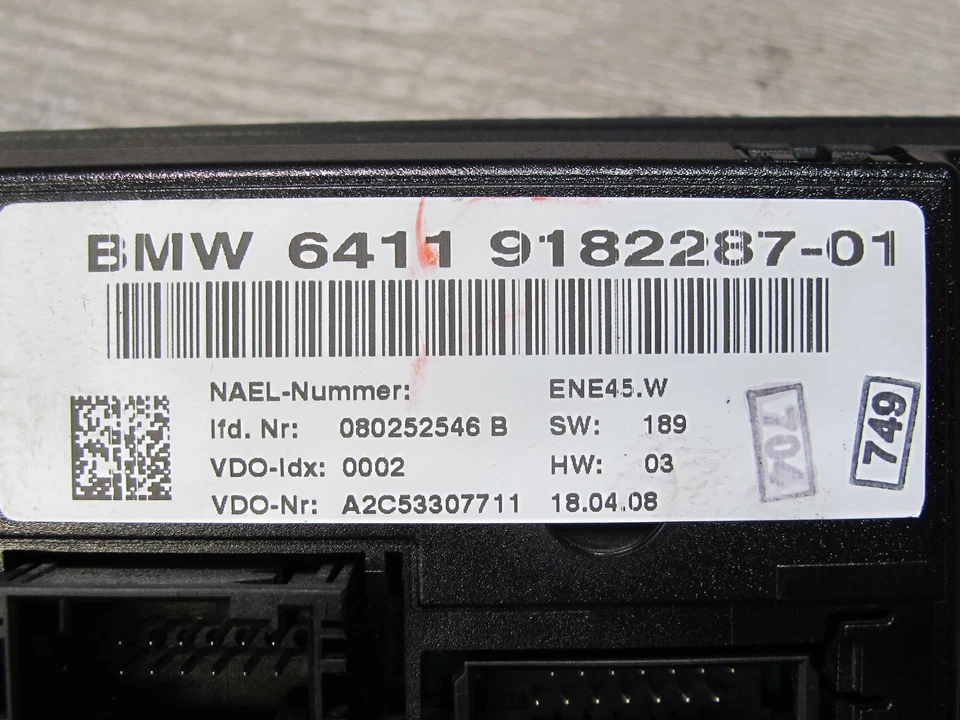 BMW 6411 9182287-01
NAEL-Nummer: ENE45.W
lfd. Nr: 080252546 B SW: 189
VDO-Idx: 0002 HW: 03
VDO-Nr: A2C53307711 18.04.08
704
749